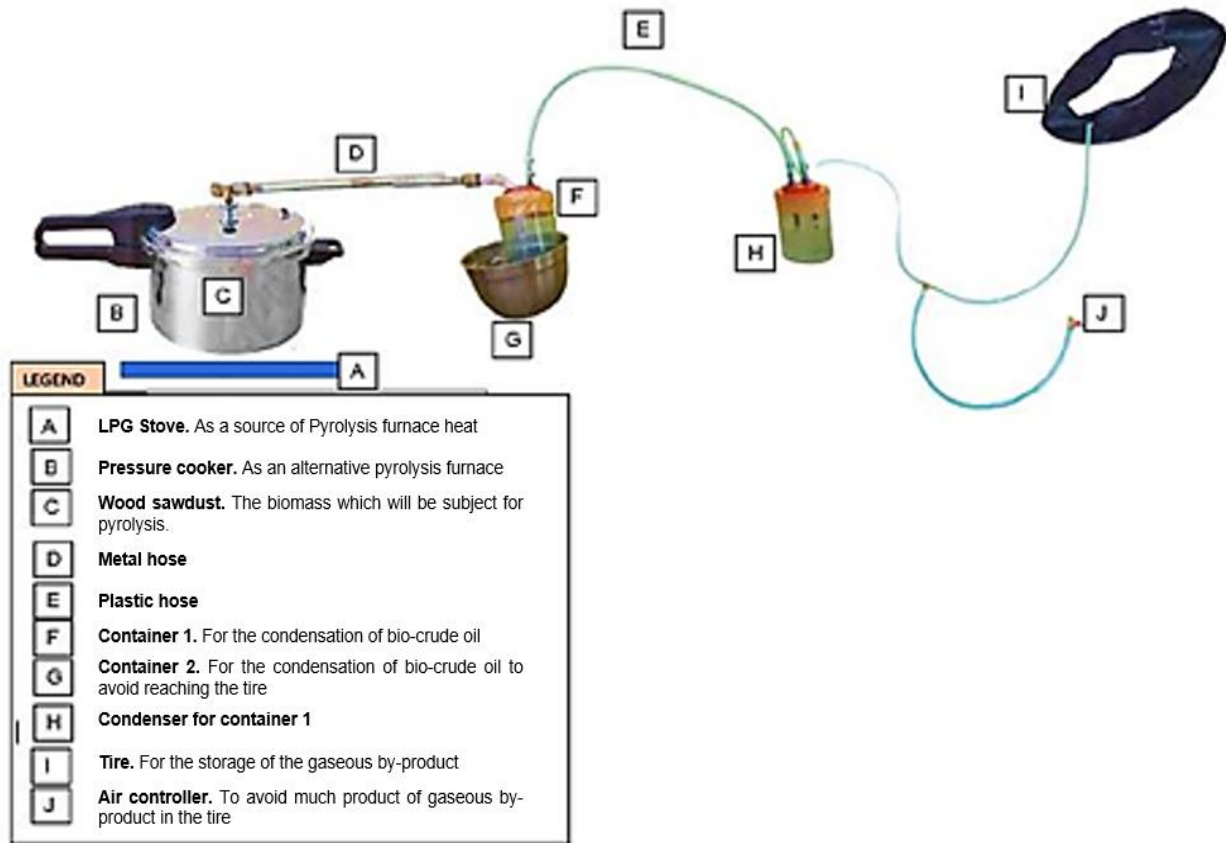 E
I
D
F
H
C
B
G
J
A
LEGEND
A LPG Stove. As a source of Pyrolysis furnace heat
B Pressure cooker. As an alternative pyrolysis furnace
C Wood sawdust. The biomass which will be subject for
pyrolysis.
D Metal hose
E Plastic hose
F Container 1. For the condensation of bio-crude oil
G Container 2. For the condensation of bio-crude oil to
avoid reaching the tire
H Condenser for container 1
I Tire. For the storage of the gaseous by-product
J Air controller. To avoid much product of gaseous by-
product in the tire